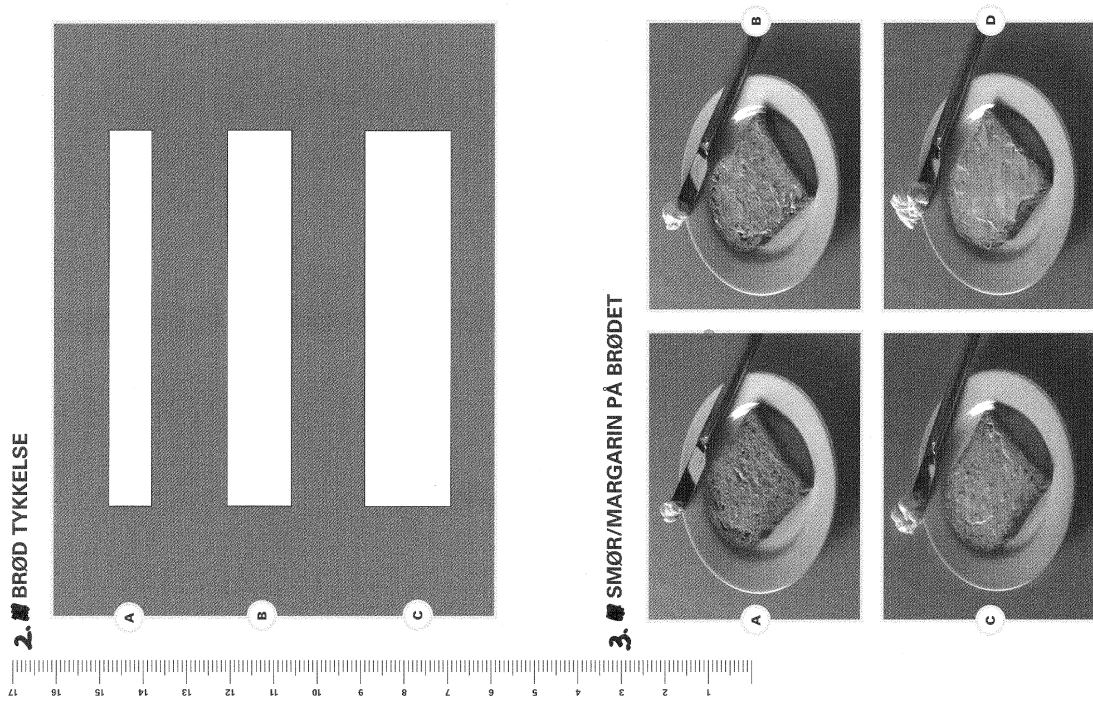 2. BRØD TYKKELSE
A
B
C
3. SMØR/MARGARIN PÅ BRØDET
A
B
C
D
17 16 15 14 13 12 11 10 9 8 7 6 5 4 3 2 1